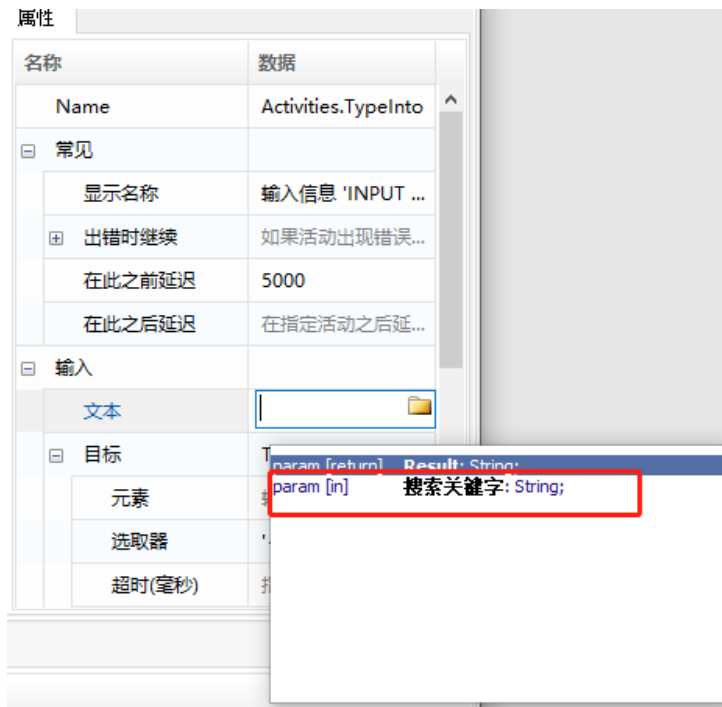 属性
名称 数据
Name Activities.TypeInto
常见
显示名称 输入信息 'INPUT ...
出错时继续 如果活动出现错误...
在此之前延迟 5000
在此之后延迟 在指定活动之后延...
输入
文本
目标 T
param [return] Result: String;
元素
param [in] 搜索关键字: String;
选取器
超时(毫秒)